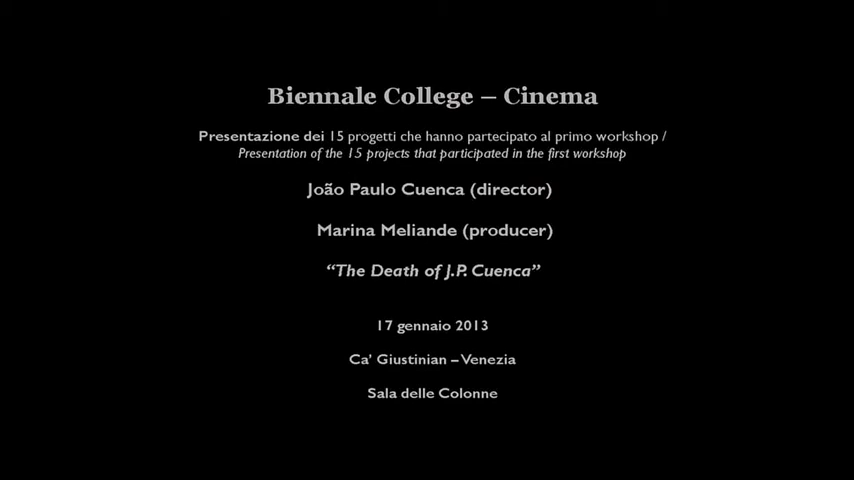 Biennale College – Cinema
Presentazione dei 15 progetti che hanno partecipato al primo workshop /
Presentation of the 15 projects that participated in the first workshop
João Paulo Cuenca (director)
Marina Meliande (producer)
“The Death of J.P. Cuenca”
17 gennaio 2013
Ca’ Giustinian – Venezia
Sala delle Colonne